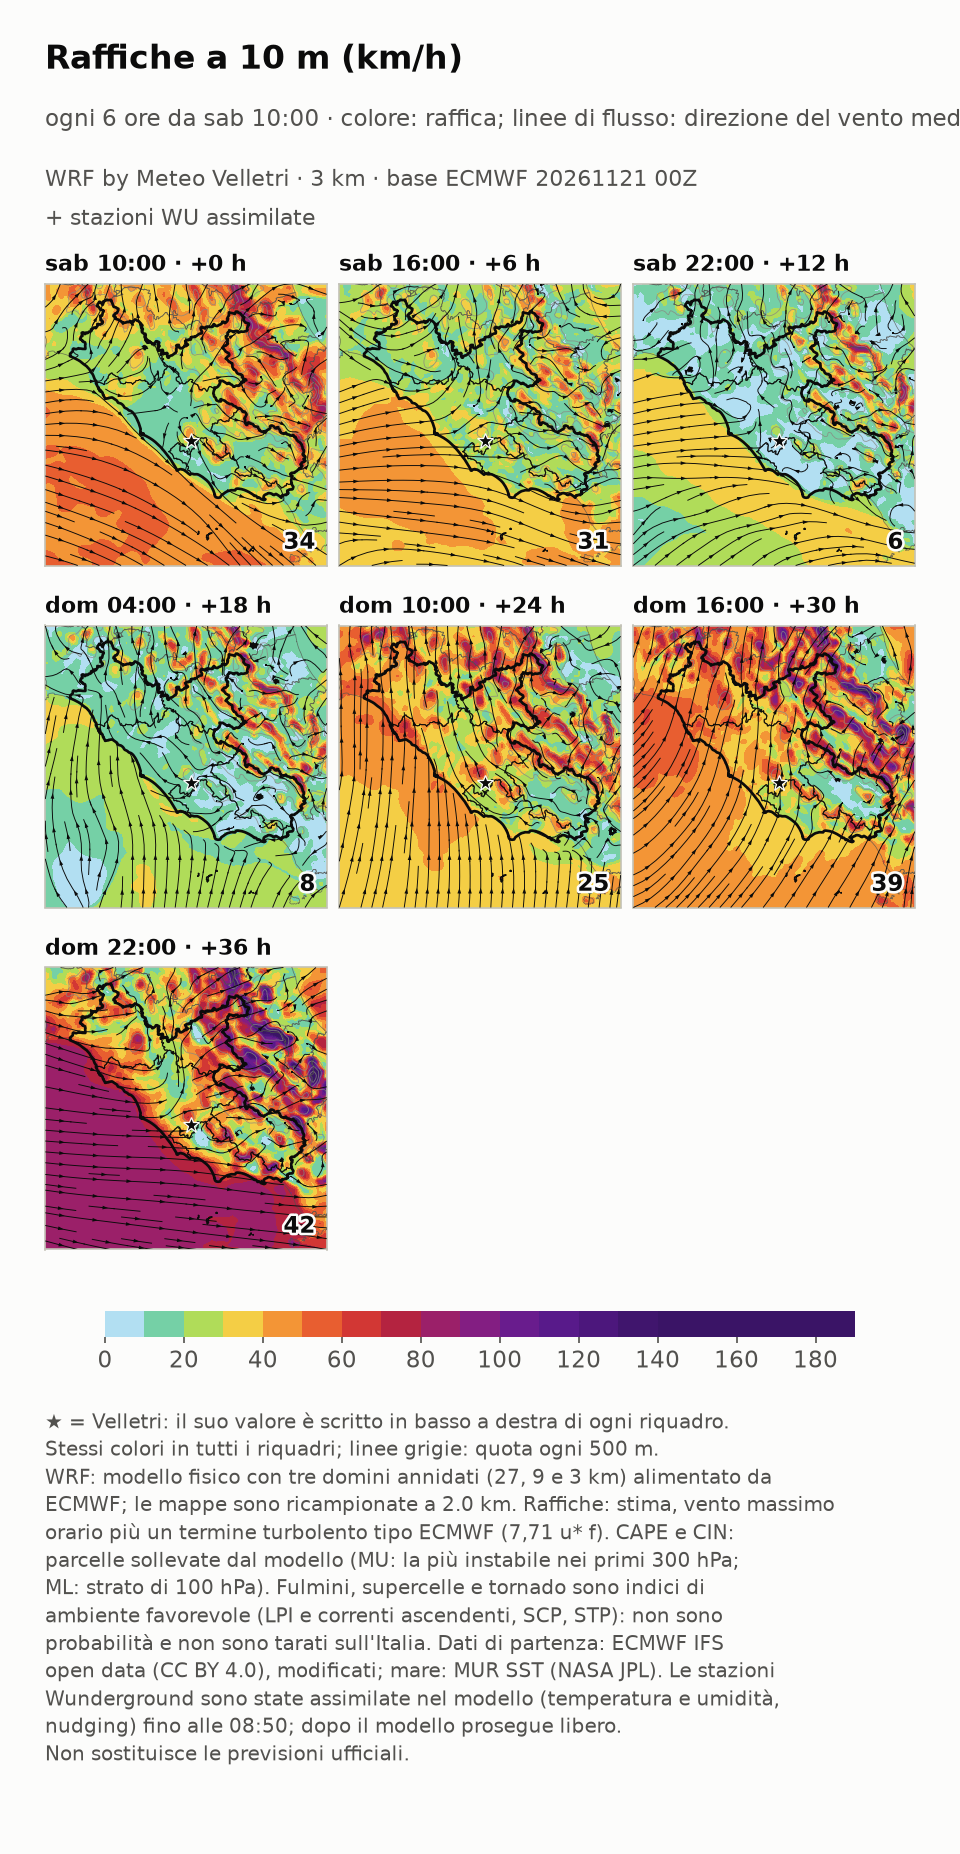 Raffiche a 10 m (km/h)
ogni 6 ore da sab 10:00 · colore: raffica; linee di flusso: direzione del vento med
WRF by Meteo Velletri · 3 km · base ECMWF 20261121 00Z
+ stazioni WU assimilate
sab 10:00 · +0 h
sab 16:00 · +6 h
sab 22:00 · +12 h
34
31
6
dom 04:00 · +18 h
dom 10:00 · +24 h
dom 16:00 · +30 h
8
25
39
dom 22:00 · +36 h
42
0 20 40 60 80 100 120 140 160 180
★ = Velletri: il suo valore è scritto in basso a destra di ogni riquadro.
Stessi colori in tutti i riquadri; linee grigie: quota ogni 500 m.
WRF: modello fisico con tre domini annidati (27, 9 e 3 km) alimentato da
ECMWF; le mappe sono ricampionate a 2.0 km. Raffiche: stima, vento massimo
orario più un termine turbolento tipo ECMWF (7,71 u* f). CAPE e CIN:
parcelle sollevate dal modello (MU: la più instabile nei primi 300 hPa;
ML: strato di 100 hPa). Fulmini, supercelle e tornado sono indici di
ambiente favorevole (LPI e correnti ascendenti, SCP, STP): non sono
probabilità e non sono tarati sull'Italia. Dati di partenza: ECMWF IFS
open data (CC BY 4.0), modificati; mare: MUR SST (NASA JPL). Le stazioni
Wunderground sono state assimilate nel modello (temperatura e umidità,
nudging) fino alle 08:50; dopo il modello prosegue libero.
Non sostituisce le previsioni ufficiali.